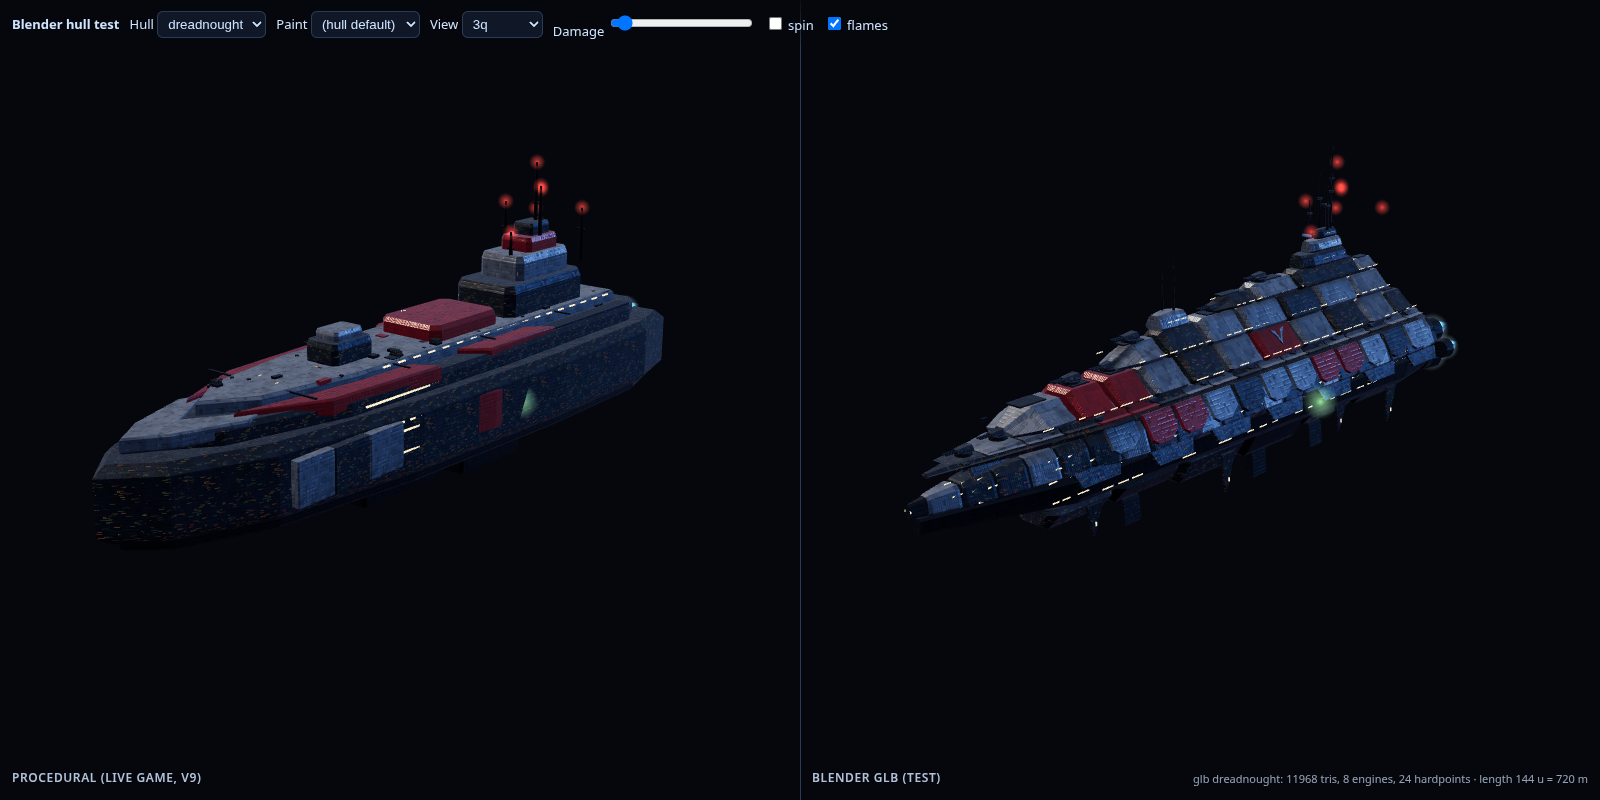 Blender hull test Hull dreadnought Paint (hull default) View 3q Damage spin flames
PROCEDURAL (LIVE GAME, V9)
BLENDER GLB (TEST)
glb dreadnought: 11968 tris, 8 engines, 24 hardpoints · length 144 u = 720 m